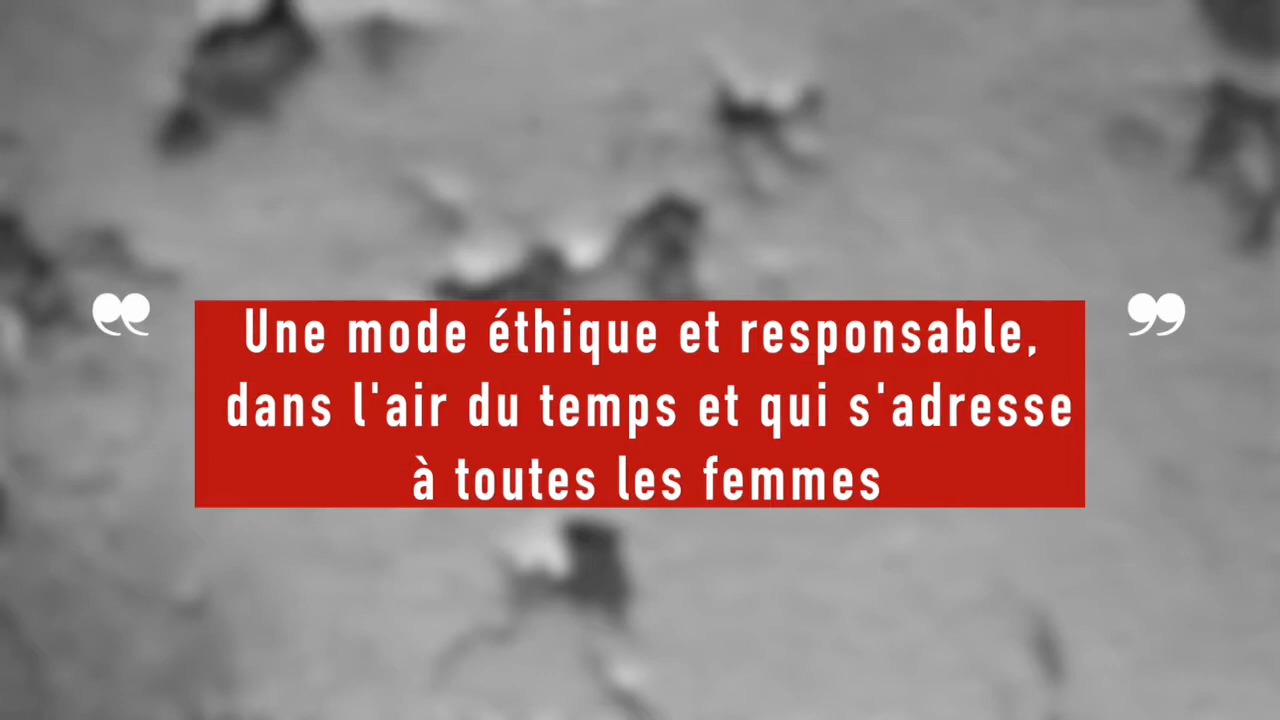 ❝ Une mode éthique et responsable, ❞
dans l'air du temps et qui s'adresse
à toutes les femmes